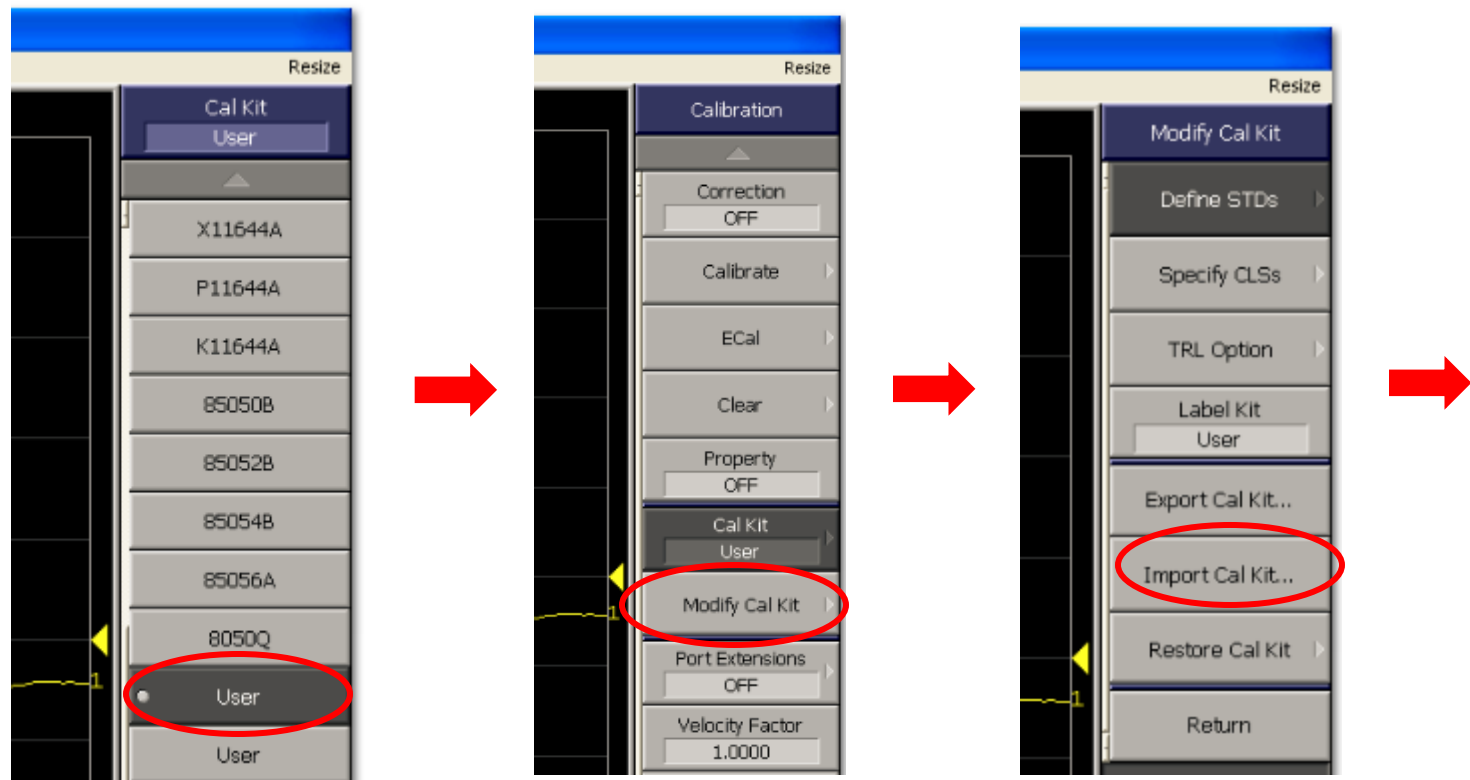 Resize
Cal Kit
User
X11644A
P11644A
K11644A
85050B
85052B
85054B
85056A
8050Q
User
User
1
Resize
Calibration
Correction
OFF
Calibrate
ECal
Clear
Property
OFF
Cal Kit
User
Modify Cal Kit
Port Extensions
OFF
Velocity Factor
1.0000
1
Resize
Modify Cal Kit
Define STDs
Specify CLSs
TRL Option
Label Kit
User
Export Cal Kit...
Import Cal Kit...
Restore Cal Kit
Return
1